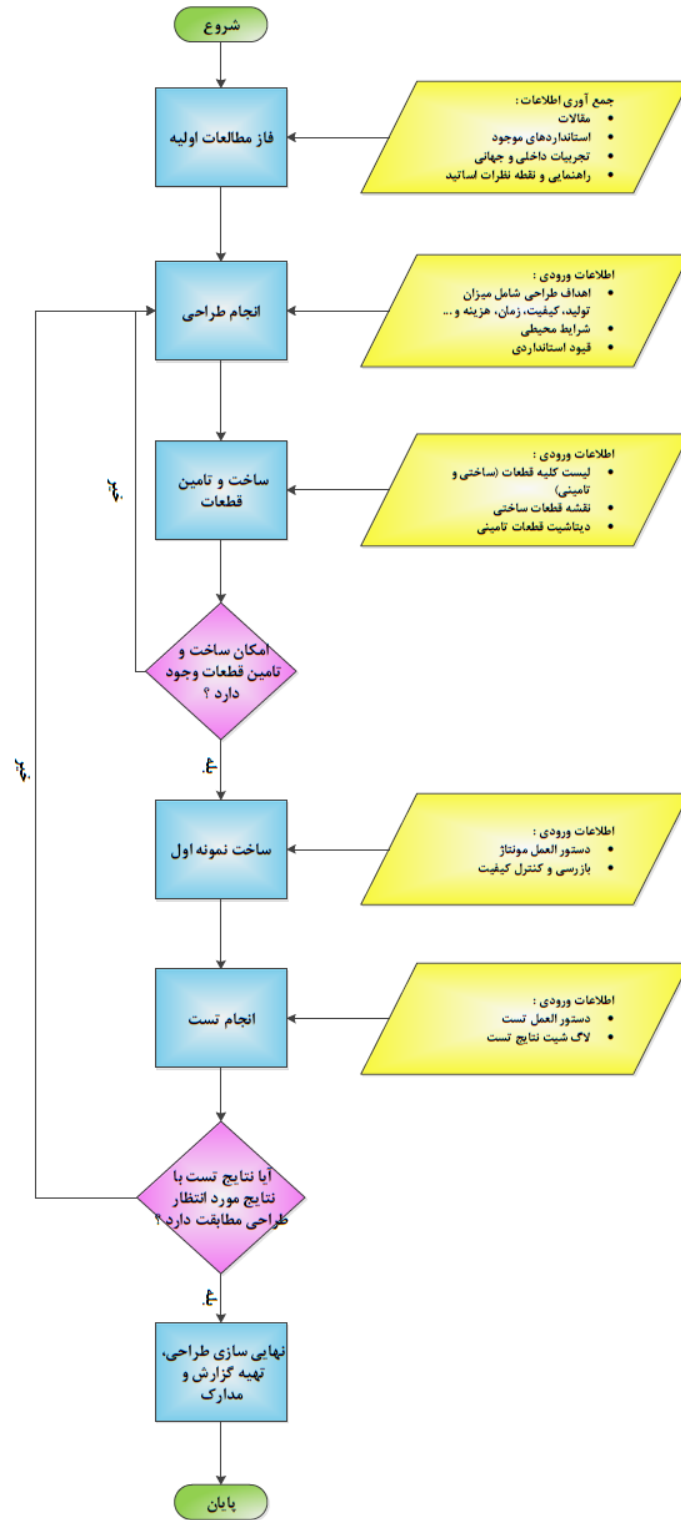 شروع
فاز مطالعات اولیه
جمع آوری اطلاعات :
• مقالات
• استانداردهای موجود
• تجربیات داخلی و جهانی
• راهنمایی و نقطه نظرات اساتید
انجام طراحی
اطلاعات ورودی :
• اهداف طراحی شامل میزان
تولید، کیفیت، زمان، هزینه و ...
• شرایط محیطی
• قیود استانداردی
ساخت و تامین
قطعات
اطلاعات ورودی :
• لیست کلیه قطعات (ساختی و
تامینی)
• نقشه قطعات ساختی
• دیتاشیت قطعات تامینی
خیر
امکان ساخت و
تامین قطعات وجود
دارد ؟
بله
خیر
ساخت نمونه اول
اطلاعات ورودی :
• دستور العمل مونتاژ
• بازرسی و کنترل کیفیت
انجام تست
اطلاعات ورودی :
• دستور العمل تست
• لاگ شیت نتایج تست
آیا نتایج تست با
نتایج مورد انتظار
طراحی مطابقت دارد ؟
بله
نهایی سازی طراحی،
تهیه گزارش و
مدارک
پایان